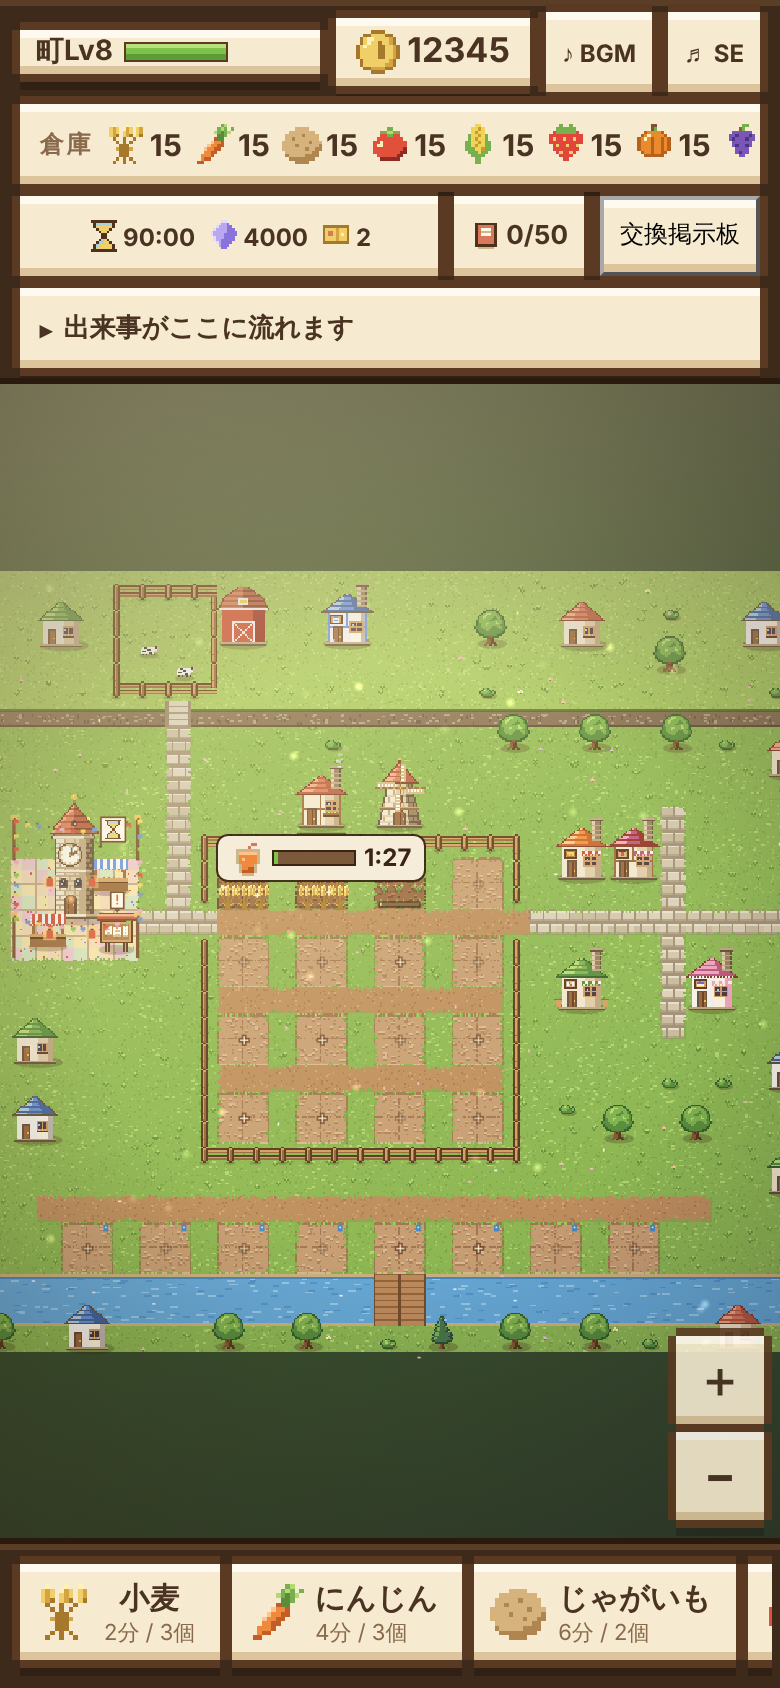 町Lv8
12345
♪ BGM
♬ SE
倉庫 15 15 15 15 15 15 15
90:00 4000 2
0/50
交換掲示板
▶ 出来事がここに流れます
1:27
+
−
小麦
2分 / 3個
にんじん
4分 / 3個
じゃがいも
6分 / 2個